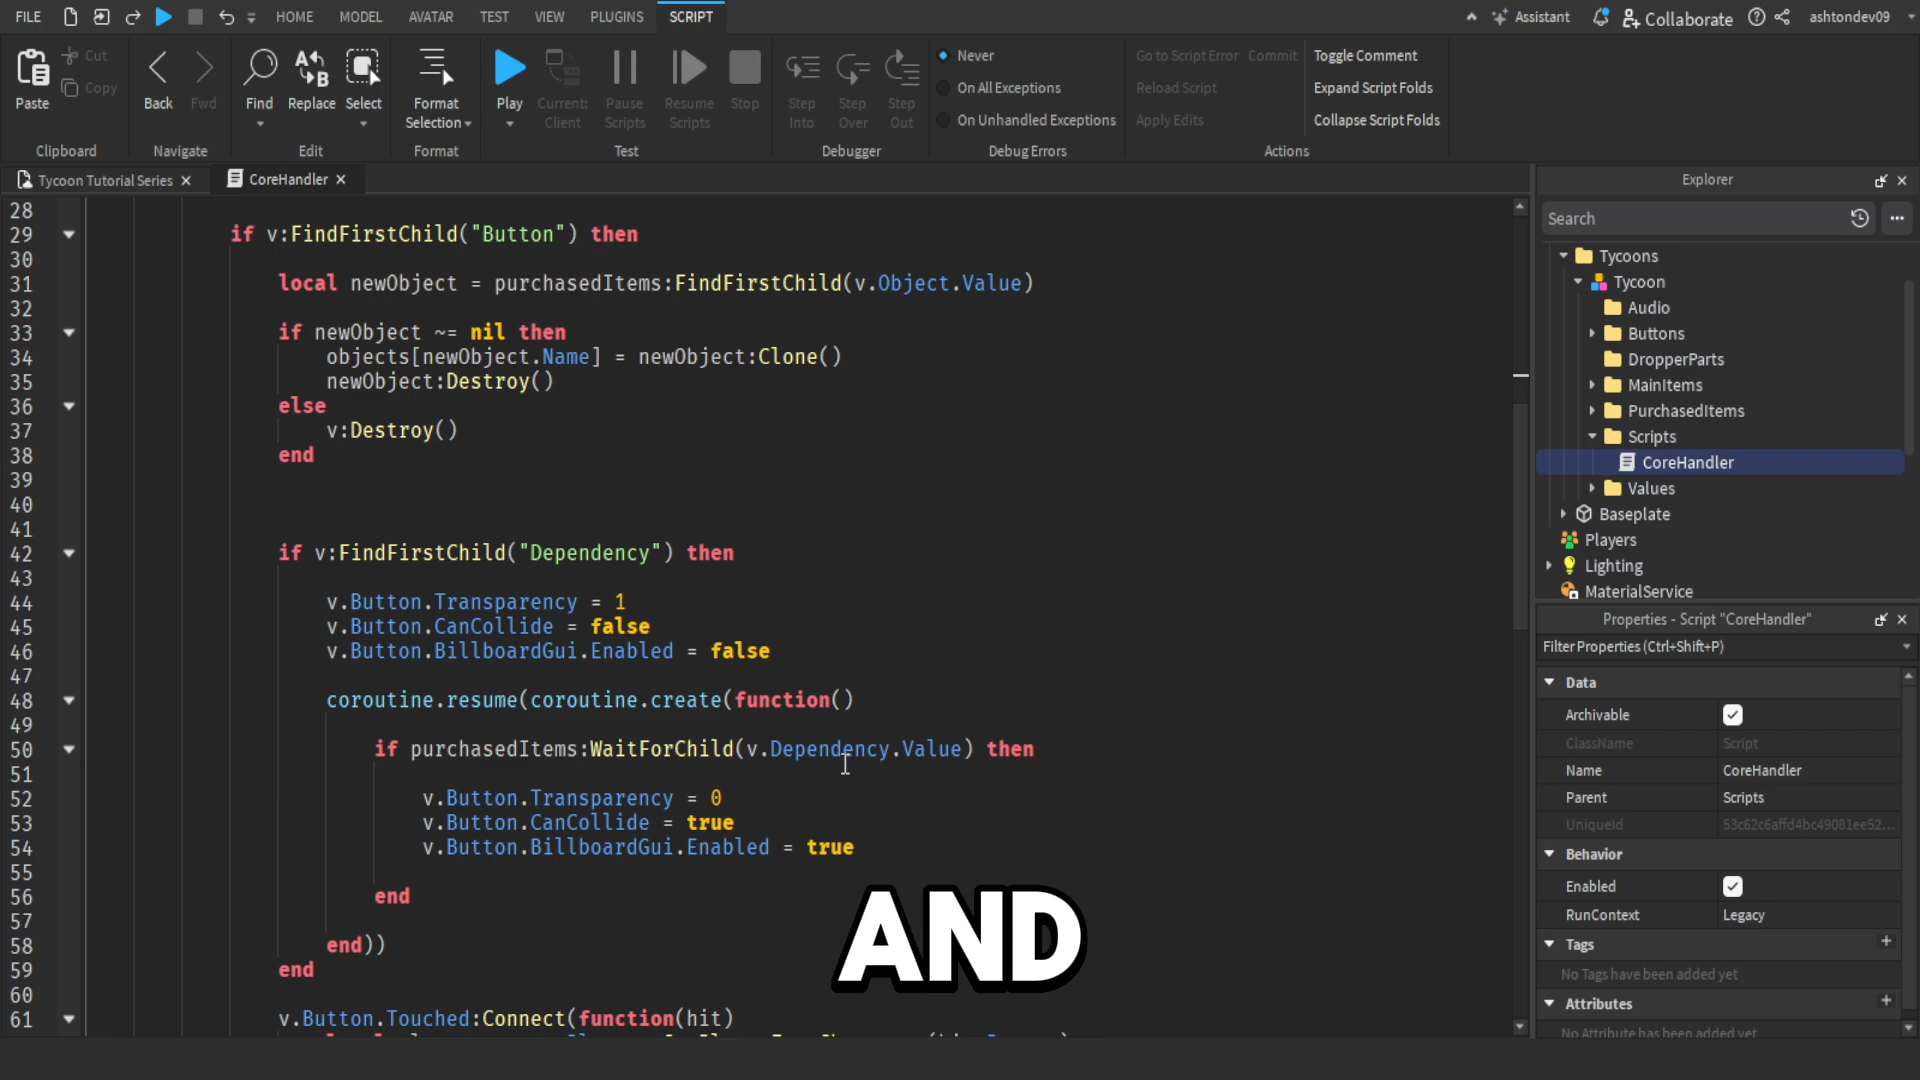 FILE HOME MODEL AVATAR TEST VIEW PLUGINS SCRIPT Assistant Collaborate ashtondev09
Paste Cut Copy Back Fwd Find Replace Select Format Selection Play Current: Client Pause Scripts Resume Scripts Stop Step Into Step Over Step Out
Never
On All Exceptions
On Unhandled Exceptions
Go to Script Error Commit
Reload Script
Apply Edits
Toggle Comment
Expand Script Folds
Collapse Script Folds
Clipboard Navigate Edit Format Test Debugger Debug Errors Actions
Tycoon Tutorial Series CoreHandler
28
29 if v:FindFirstChild("Button") then
30
31 local newObject = purchasedItems:FindFirstChild(v.Object.Value)
32
33 if newObject ~= nil then
34 objects[newObject.Name] = newObject:Clone()
35 newObject:Destroy()
36 else
37 v:Destroy()
38 end
39
40
41
42 if v:FindFirstChild("Dependency") then
43
44 v.Button.Transparency = 1
45 v.Button.CanCollide = false
46 v.Button.BillboardGui.Enabled = false
47
48 coroutine.resume(coroutine.create(function()
49
50 if purchasedItems:WaitForChild(v.Dependency.Value) then
51
52 v.Button.Transparency = 0
53 v.Button.CanCollide = true
54 v.Button.BillboardGui.Enabled = true
55
56 end
57
58 end))
59 end
60
61 v.Button.Touched:Connect(function(hit)
AND
Explorer
Search
Tycoons
Tycoon
Audio
Buttons
DropperParts
MainItems
PurchasedItems
Scripts
CoreHandler
Values
Baseplate
Players
Lighting
MaterialService
Properties - Script "CoreHandler"
Filter Properties (Ctrl+Shift+P)
Data
Archivable
ClassName Script
Name CoreHandler
Parent Scripts
UniqueId 53c62c6affd4bc49081ee52...
Behavior
Enabled
RunContext Legacy
Tags
No Tags have been added yet
Attributes
No Attribute has been added yet